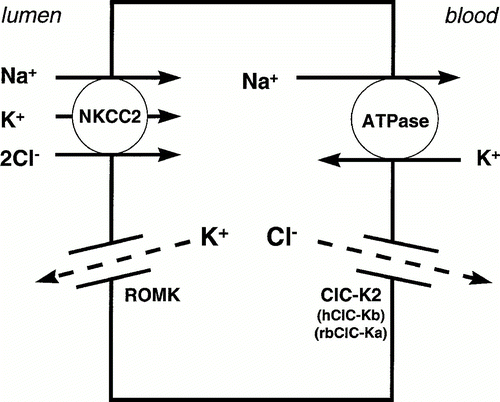 lumen
blood
Na⁺
Na⁺
K⁺
NKCC2
ATPase
2Cl⁻
K⁺
K⁺
Cl⁻
ROMK
ClC-K2
(hClC-Kb)
(rbClC-Ka)